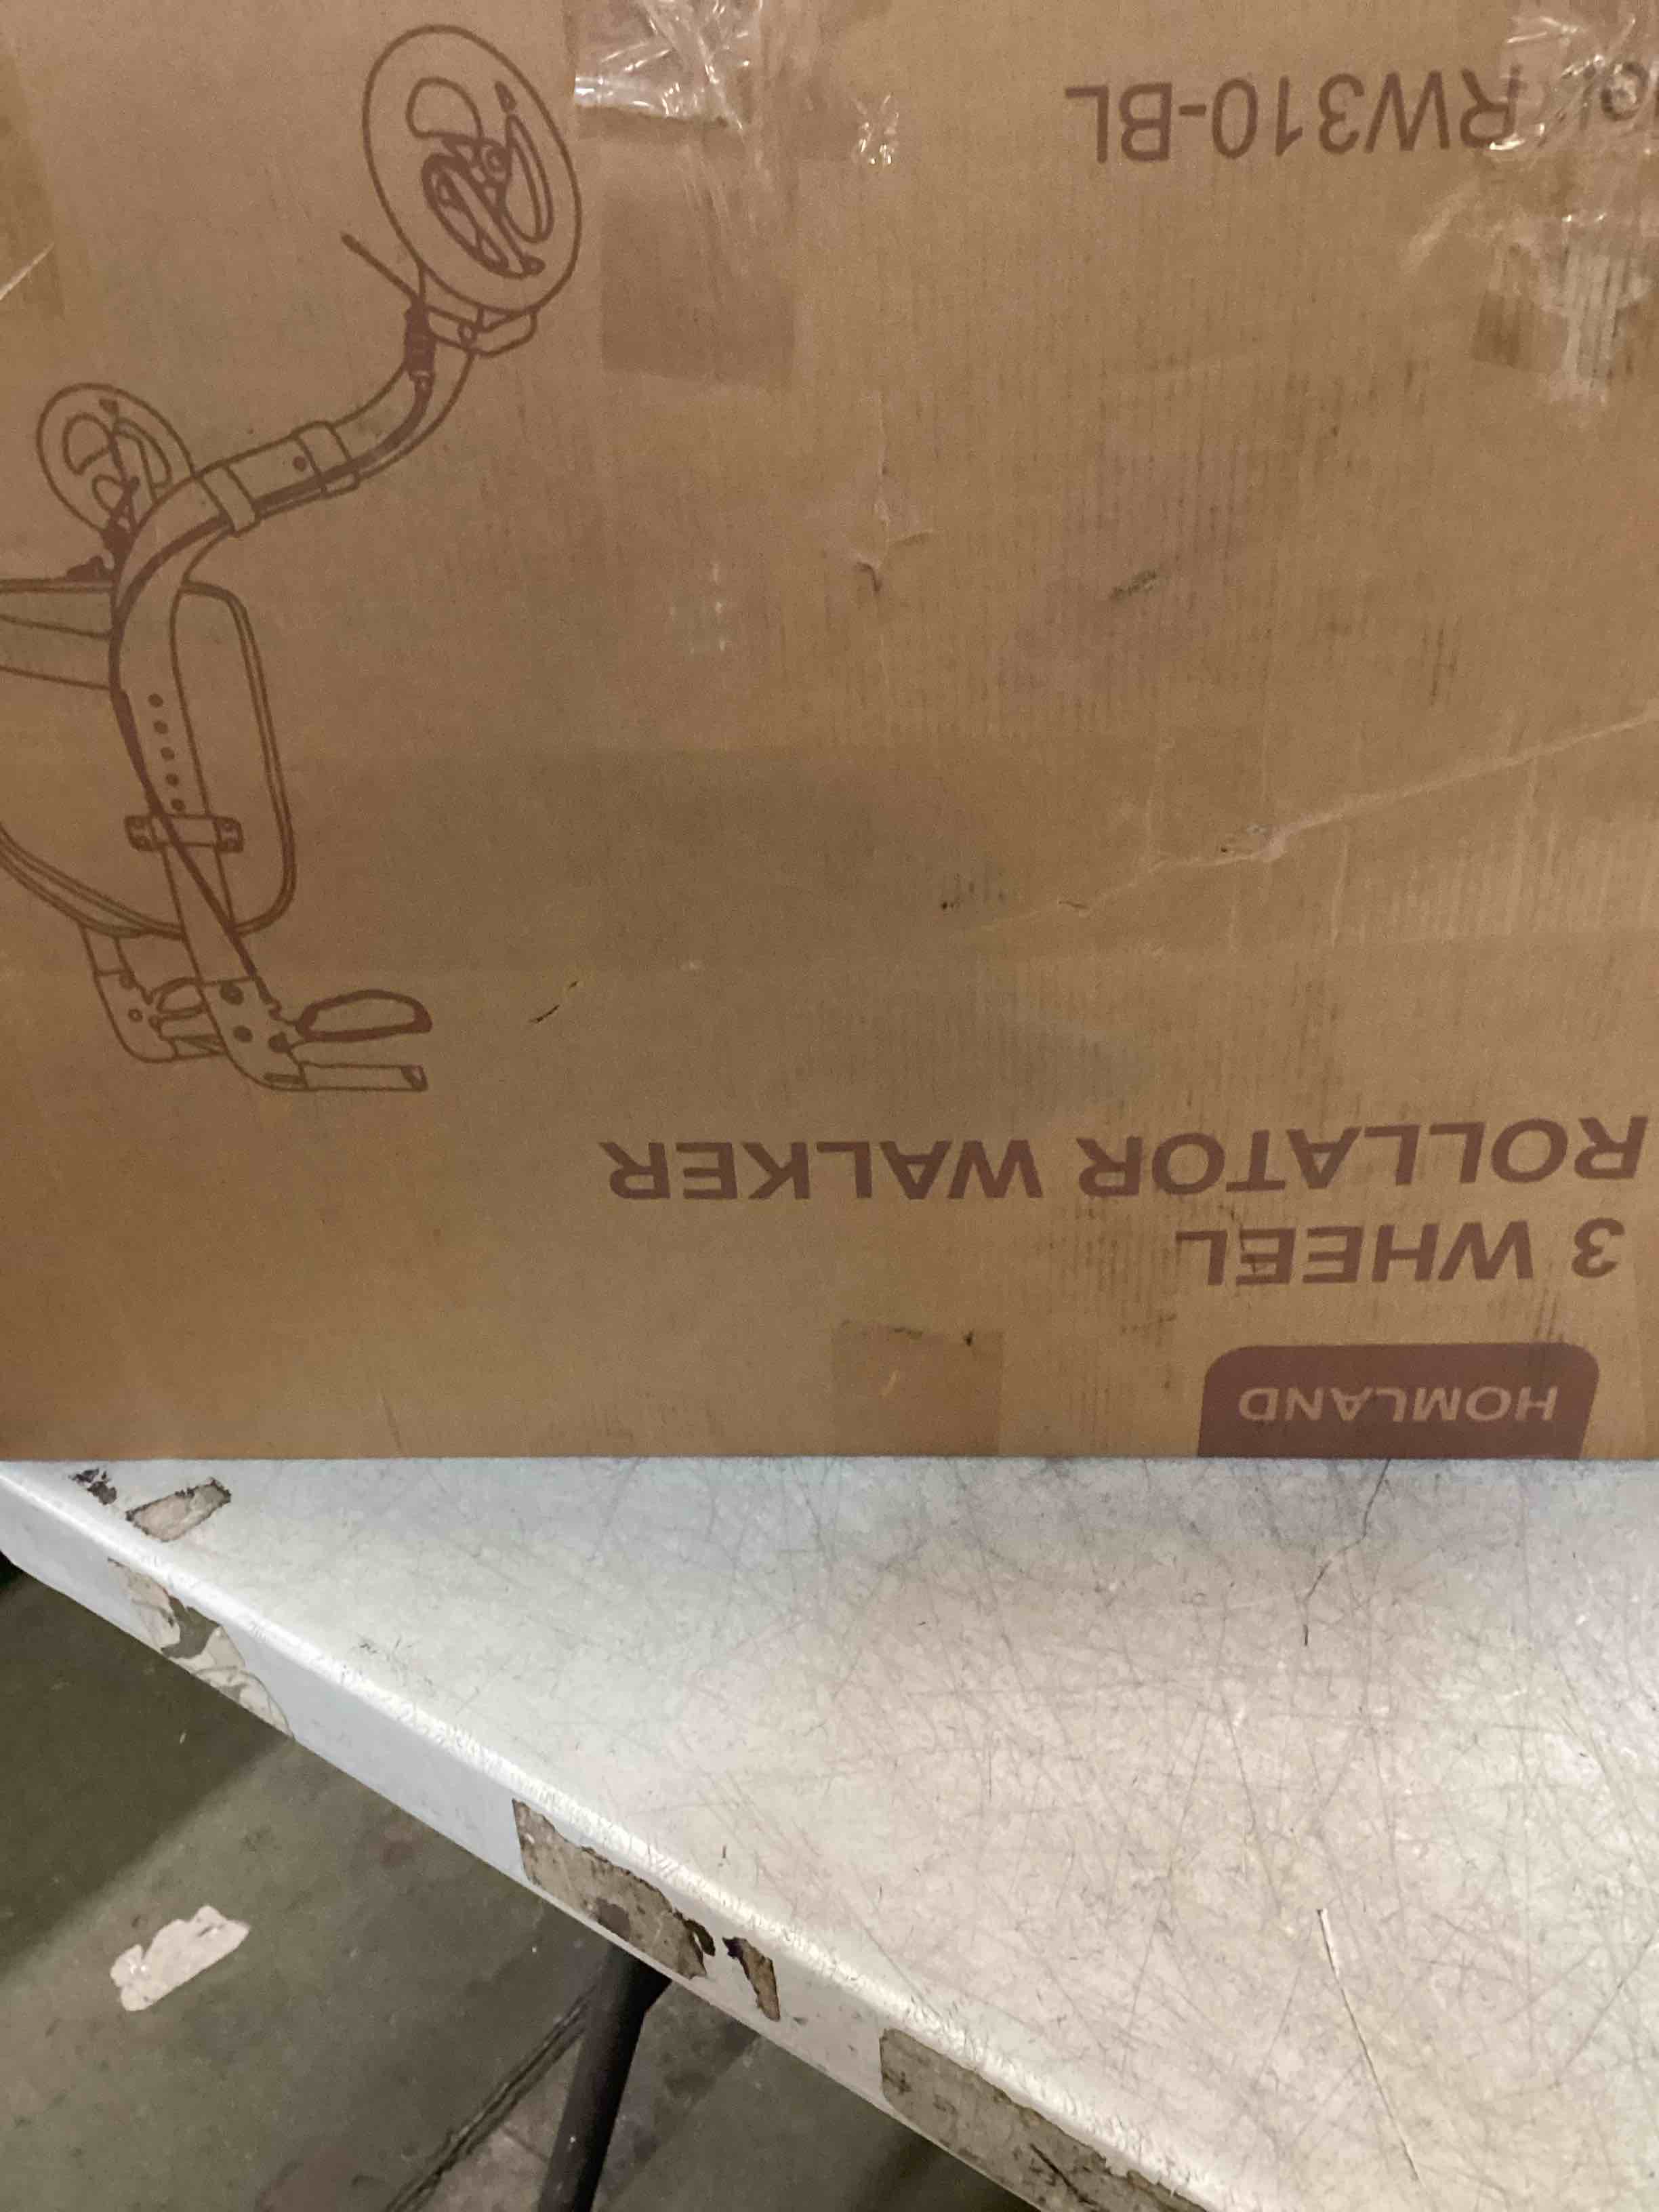 HOMLAND
3 WHEEL
ROLLATOR WALKER
RW310-BL